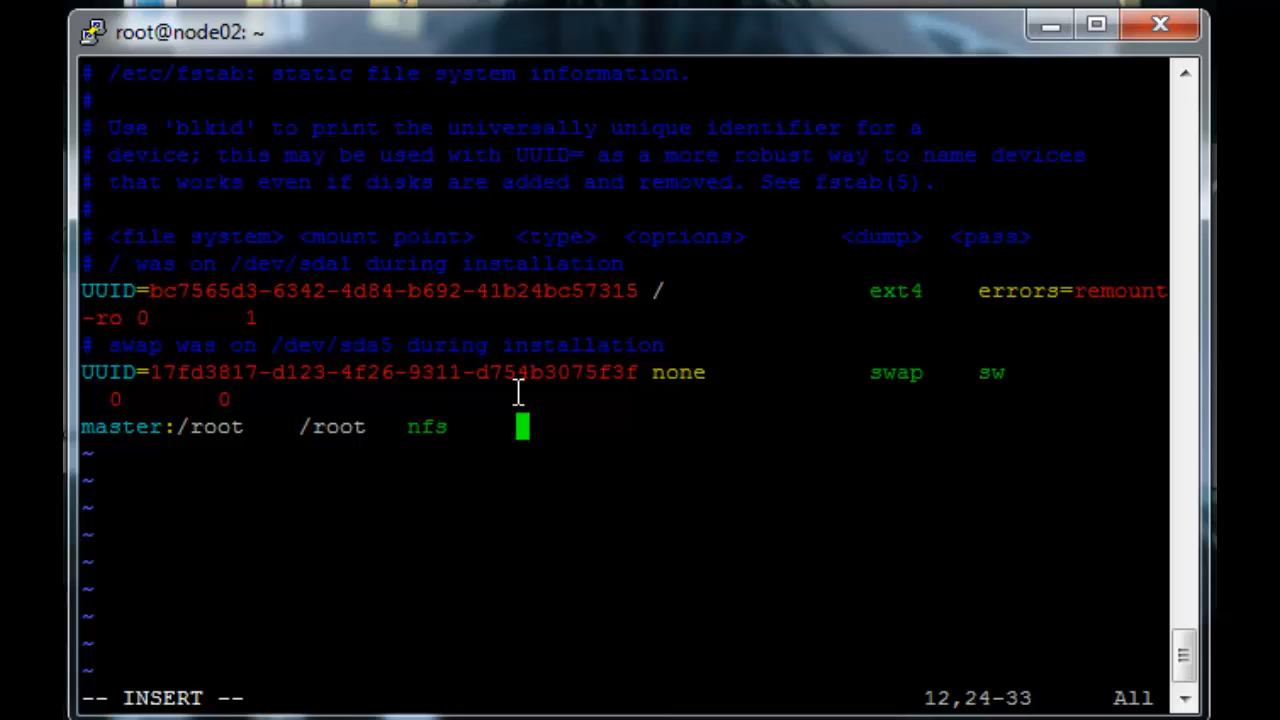 root@node02: ~
# /etc/fstab: static file system information.
#
# Use 'blkid' to print the universally unique identifier for a
# device; this may be used with UUID= as a more robust way to name devices
# that works even if disks are added and removed. See fstab(5).
#
# <file system> <mount point>   <type>  <options>       <dump>  <pass>
# / was on /dev/sda1 during installation
UUID=bc7565d3-6342-4d84-b692-41b24bc57315 /               ext4    errors=remount
-ro 0       1
# swap was on /dev/sda5 during installation
UUID=17fd3817-d123-4f26-9311-d754b3075f3f none            swap    sw
  0       0
master:/root    /root   nfs
~
~
~
~
~
~
~
~
~
-- INSERT --                                                  12,24-33      All